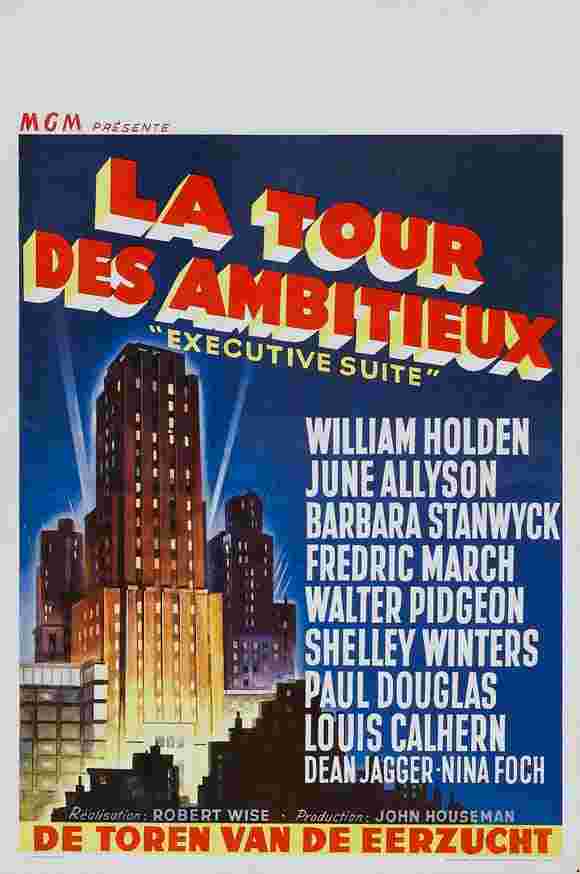 MGM PRÉSENTE
LA TOUR
DES AMBITIEUX
"EXECUTIVE SUITE"
WILLIAM HOLDEN
JUNE ALLYSON
BARBARA STANWYCK
FREDRIC MARCH
WALTER PIDGEON
SHELLEY WINTERS
PAUL DOUGLAS
LOUIS CALHERN
DEAN JAGGER-NINA FOCH
Réalisation: ROBERT WISE · Production: JOHN HOUSEMAN
DE TOREN VAN DE EERZUCHT